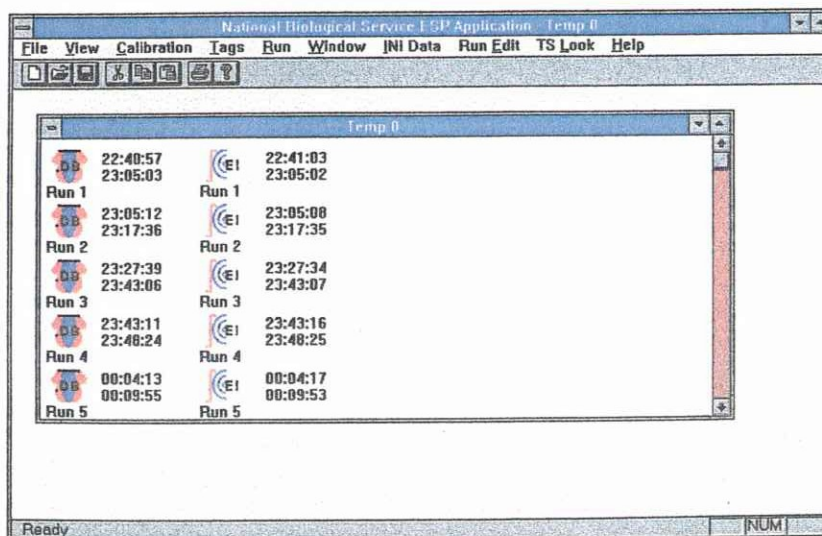 National Biological Service ESP Application - Temp 0
File View Calibration Tags Run Window INI Data Run Edit TS Look Help
Temp 0
.DB 22:40:57 EI 22:41:03
23:05:03 23:05:02
Run 1 Run 1
.DB 23:05:12 EI 23:05:08
23:17:36 23:17:35
Run 2 Run 2
.DB 23:27:39 EI 23:27:34
23:43:06 23:43:07
Run 3 Run 3
.DB 23:43:11 EI 23:43:16
23:48:24 23:48:25
Run 4 Run 4
.DB 00:04:13 EI 00:04:17
00:09:55 00:09:53
Run 5 Run 5
Ready NUM